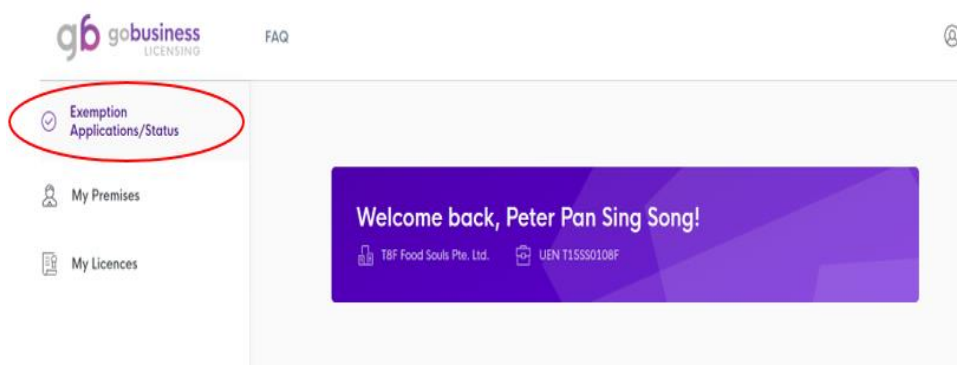 gb gobusiness
LICENSING
FAQ
Exemption
Applications/Status
My Premises
My Licences
Welcome back, Peter Pan Sing Song!
T8F Food Souls Pte. Ltd. UEN T15SS0108F